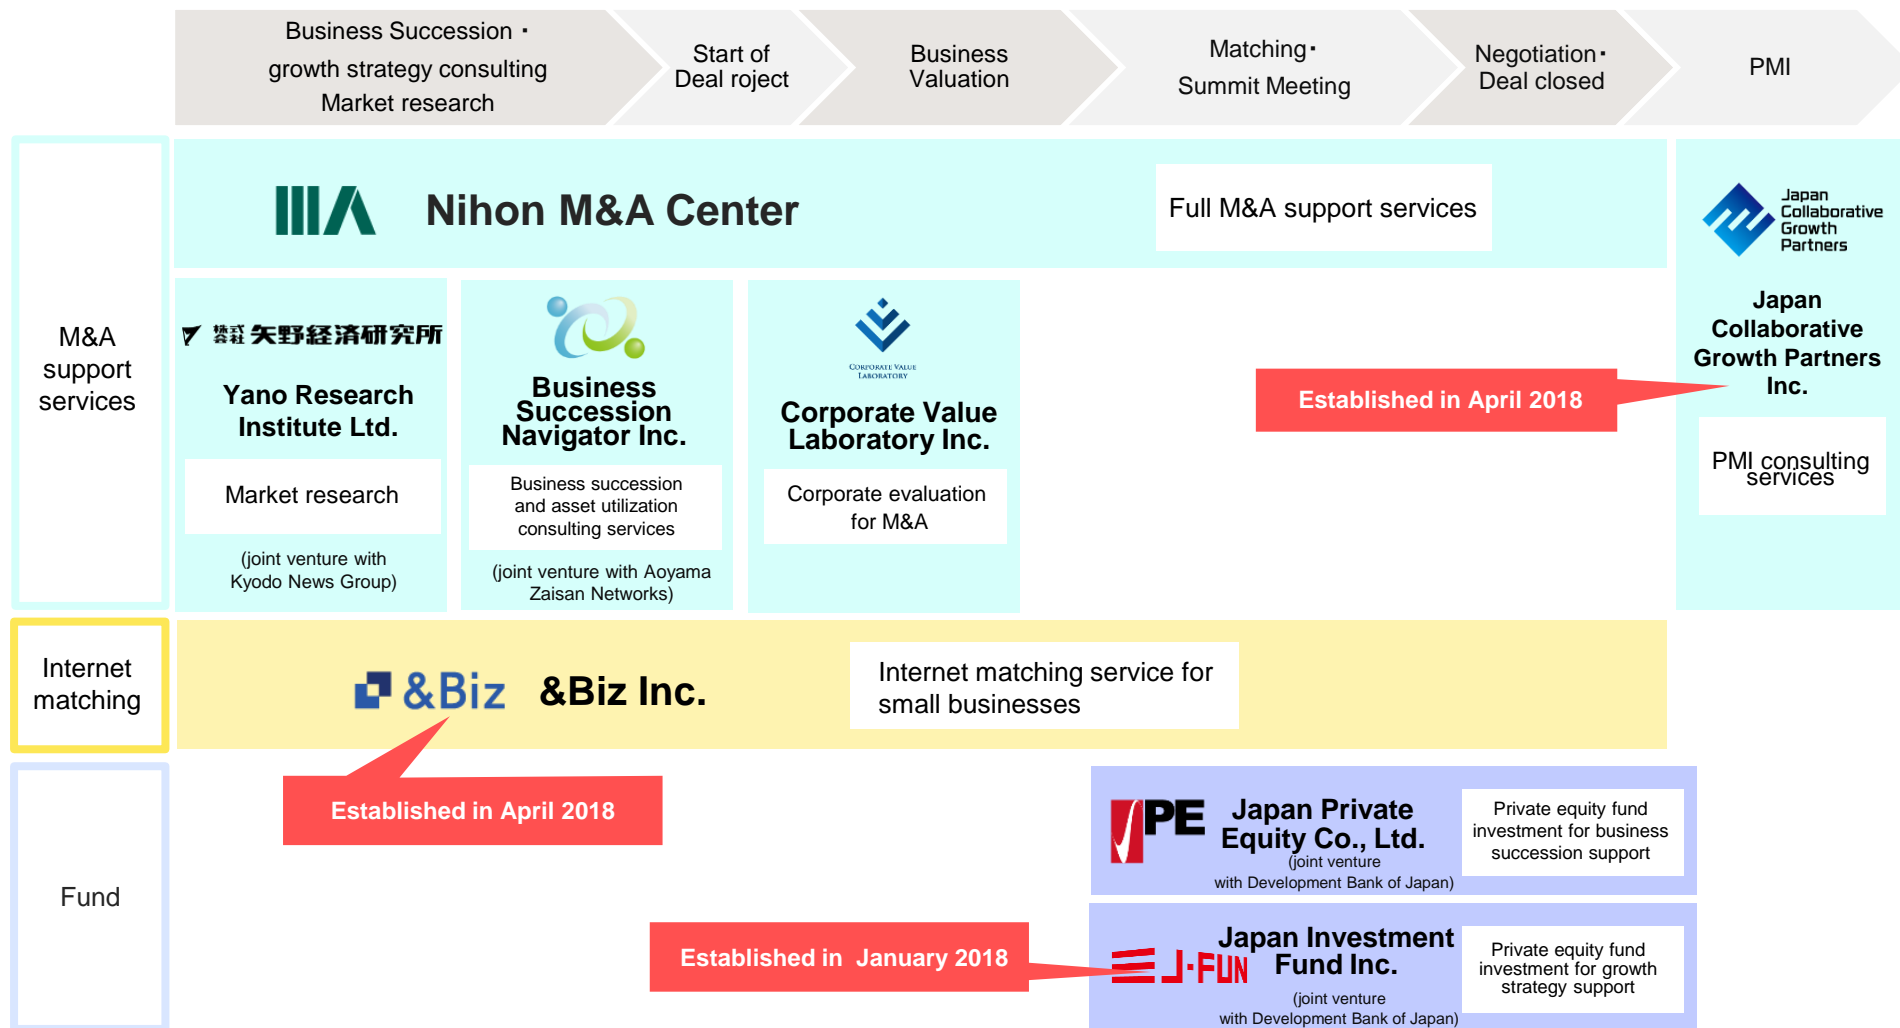 Business Succession・
growth strategy consulting
Market research
Start of
Deal roject
Business
Valuation
Matching・
Summit Meeting
Negotiation・
Deal closed
PMI
M&A
support
services
Nihon M&A Center
Full M&A support services
Japan
Collaborative
Growth
Partners
Japan
Collaborative
Growth Partners
Inc.
PMI consulting
services
Established in April 2018
株式会社 矢野経済研究所
Yano Research
Institute Ltd.
Market research
(joint venture with
Kyodo News Group)
Business
Succession
Navigator Inc.
Business succession
and asset utilization
consulting services
(joint venture with Aoyama
Zaisan Networks)
CORPORATE VALUE
LABORATORY
Corporate Value
Laboratory Inc.
Corporate evaluation
for M&A
Internet
matching
&Biz
&Biz Inc.
Internet matching service for
small businesses
Established in April 2018
Fund
PE
Japan Private
Equity Co., Ltd.
(joint venture
with Development Bank of Japan)
Private equity fund
investment for business
succession support
Established in  January 2018
J·FUN
Japan Investment
Fund Inc.
(joint venture
with Development Bank of Japan)
Private equity fund
investment for growth
strategy support